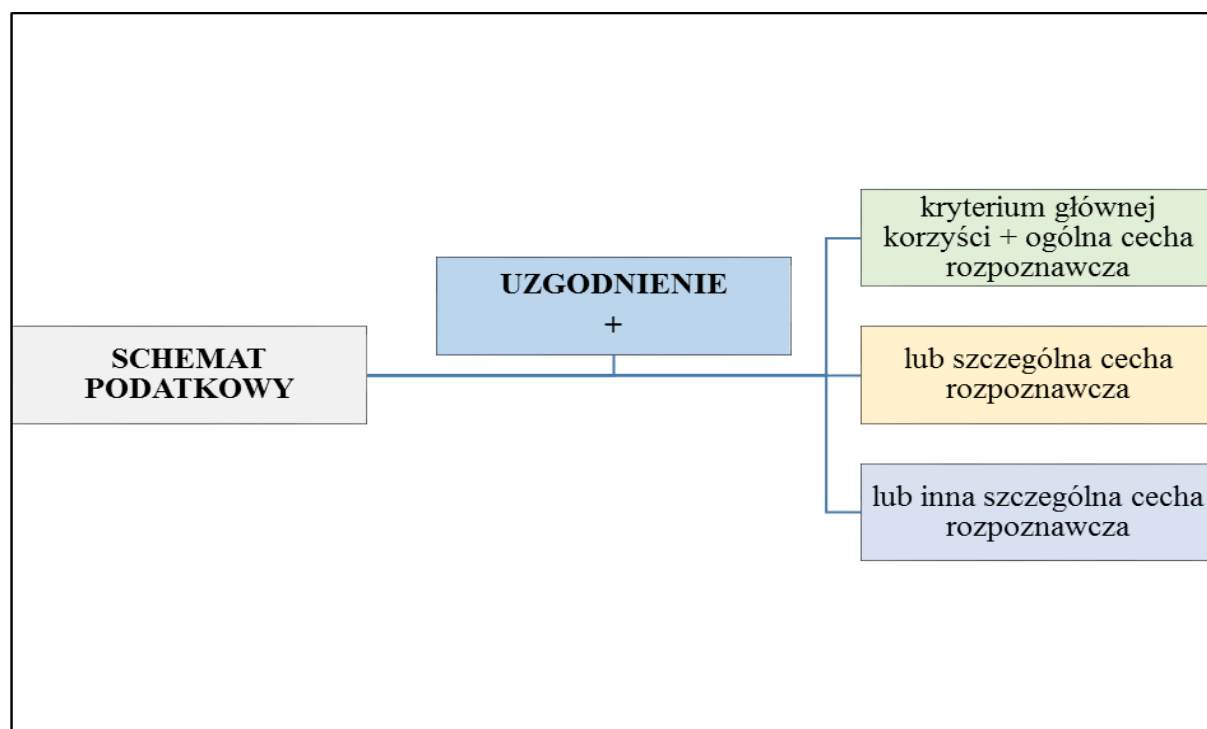 SCHEMAT
PODATKOWY
UZGODNIENIE
+
kryterium głównej
korzyści + ogólna cecha
rozpoznawcza
lub szczególna cecha
rozpoznawcza
lub inna szczególna cecha
rozpoznawcza